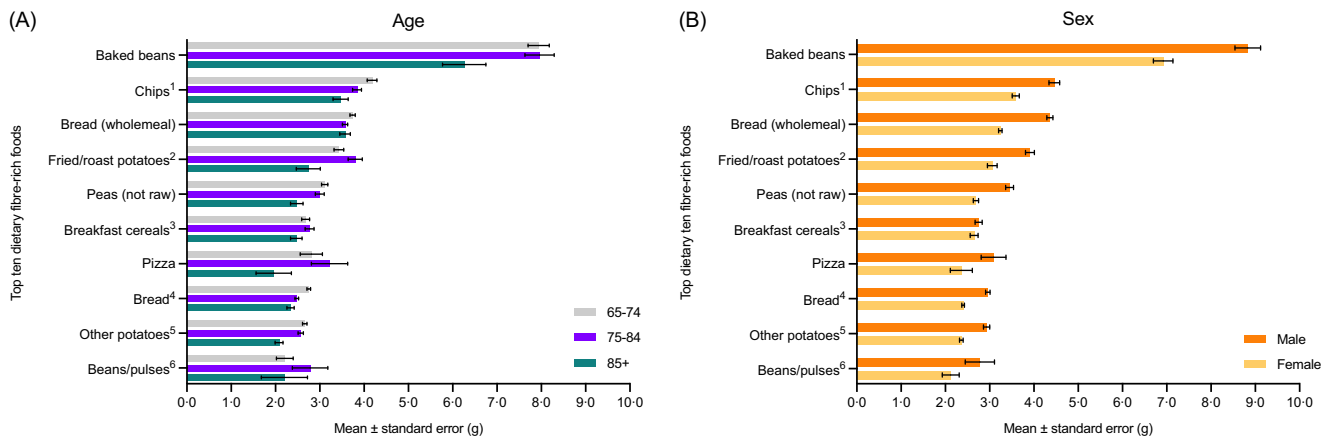 (A)
Age
Top ten dietary fibre-rich foods
Baked beans
Chips¹
Bread (wholemeal)
Fried/roast potatoes²
Peas (not raw)
Breakfast cereals³
Pizza
Bread⁴
Other potatoes⁵
Beans/pulses⁶
65-74
75-84
85+
0·0 1·0 2·0 3·0 4·0 5·0 6·0 7·0 8·0 9·0 10·0
Mean ± standard error (g)
(B)
Sex
Top dietary ten fibre-rich foods
Baked beans
Chips¹
Bread (wholemeal)
Fried/roast potatoes²
Peas (not raw)
Breakfast cereals³
Pizza
Bread⁴
Other potatoes⁵
Beans/pulses⁶
Male
Female
0·0 1·0 2·0 3·0 4·0 5·0 6·0 7·0 8·0 9·0 10·0
Mean ± standard error (g)